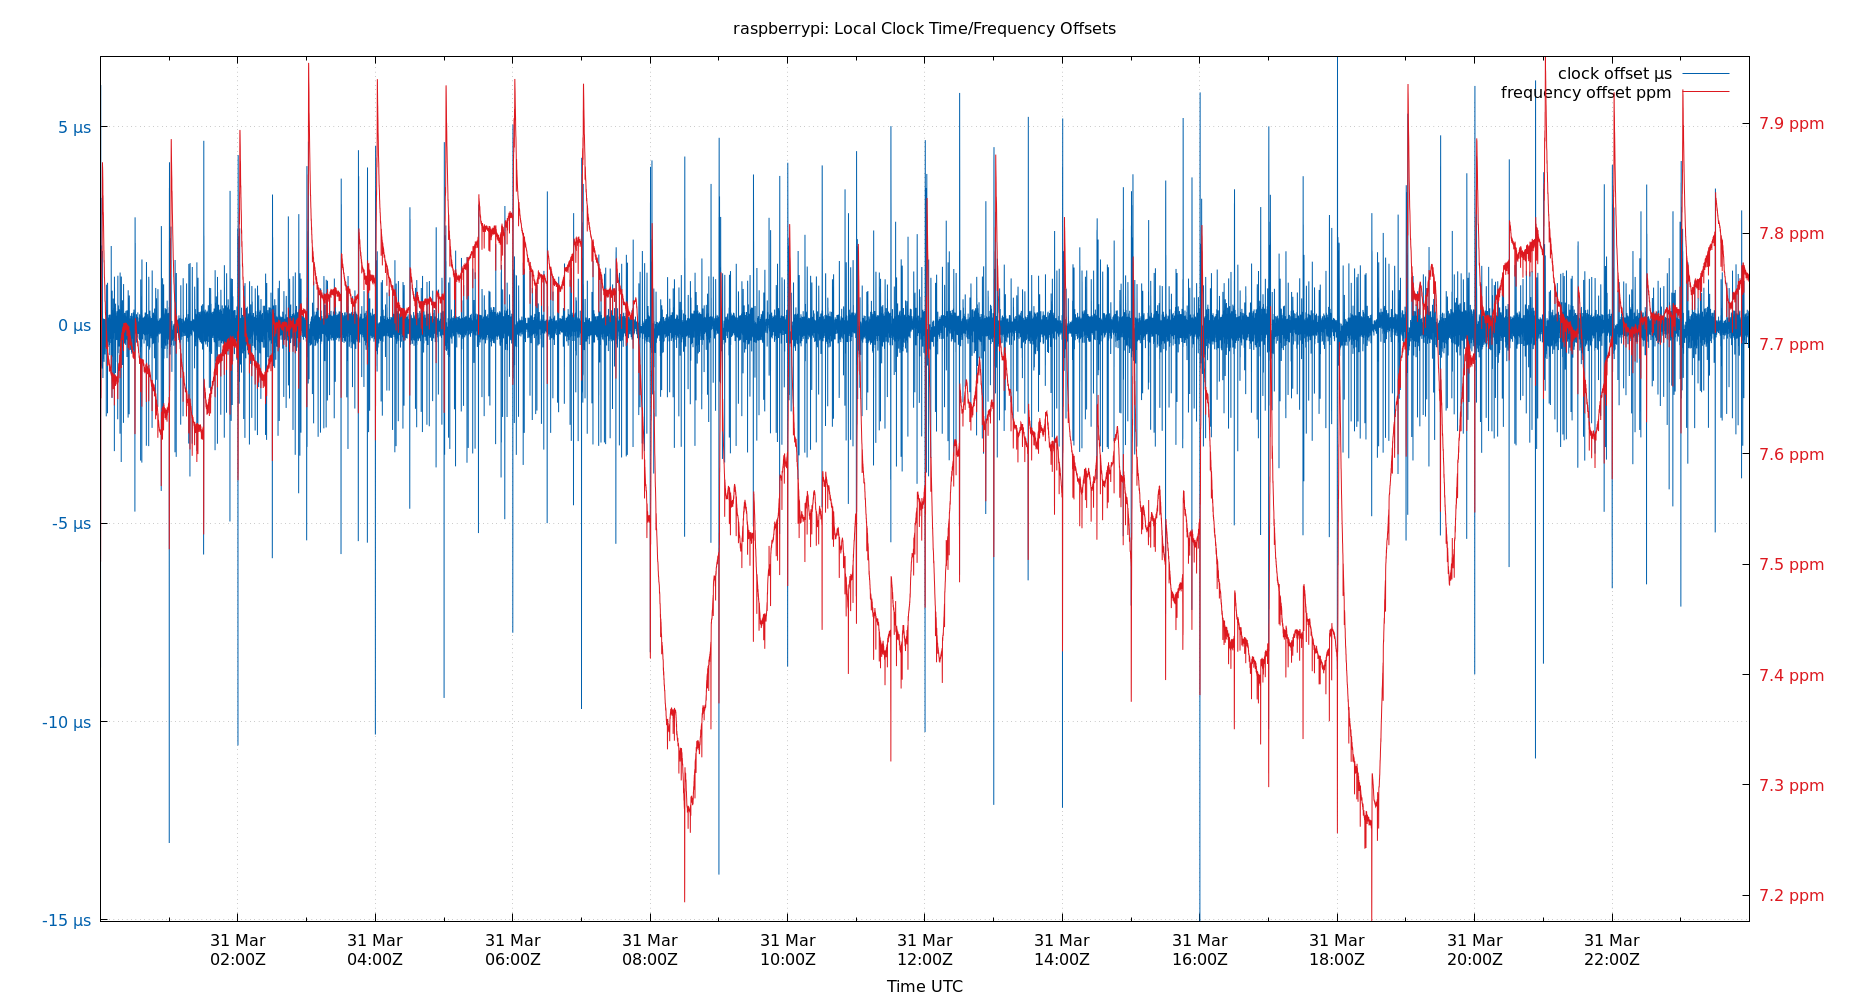 raspberrypi: Local Clock Time/Frequency Offsets
clock offset µs
frequency offset ppm
5 µs
0 µs
-5 µs
-10 µs
-15 µs
7.9 ppm
7.8 ppm
7.7 ppm
7.6 ppm
7.5 ppm
7.4 ppm
7.3 ppm
7.2 ppm
31 Mar
02:00Z
31 Mar
04:00Z
31 Mar
06:00Z
31 Mar
08:00Z
31 Mar
10:00Z
31 Mar
12:00Z
31 Mar
14:00Z
31 Mar
16:00Z
31 Mar
18:00Z
31 Mar
20:00Z
31 Mar
22:00Z
Time UTC